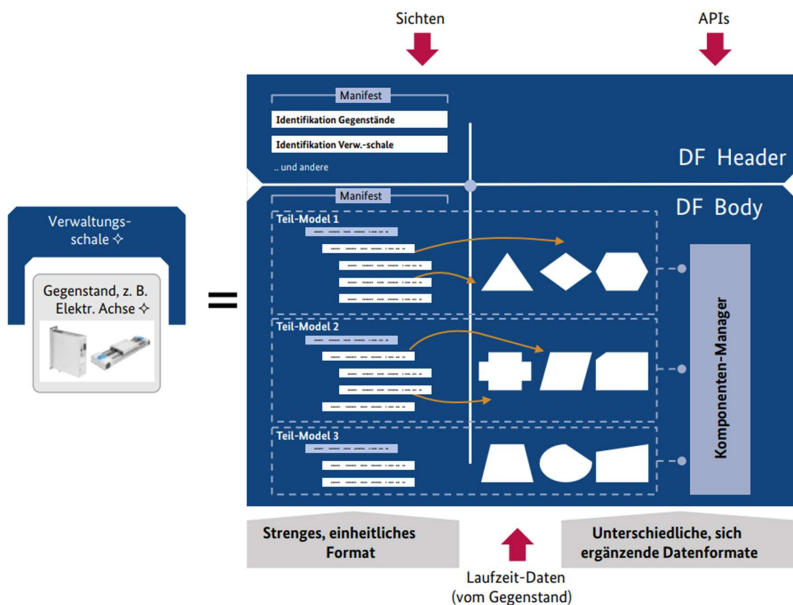 Sichten
APIs
Manifest
Identifikation Gegenstände
Identifikation Verw.-schale
.. und andere
DF Header
Manifest
DF Body
Teil-Model 1
Teil-Model 2
Teil-Model 3
Komponenten-Manager
Verwaltungs-
schale
Gegenstand, z. B.
Elektr. Achse
=
Strenges, einheitliches
Format
Unterschiedliche, sich
ergänzende Datenformate
Laufzeit-Daten
(vom Gegenstand)